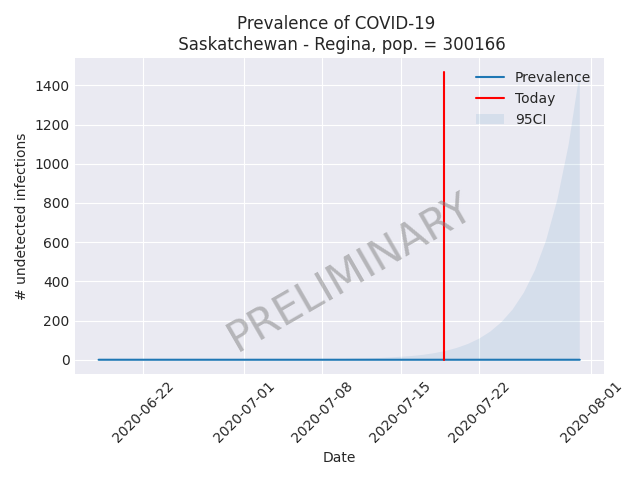 Prevalence of COVID-19
Saskatchewan - Regina, pop. = 300166
Prevalence
Today
95CI
1400
1200
1000
800
600
400
200
0
# undetected infections
PRELIMINARY
2020-06-22
2020-07-01
2020-07-08
2020-07-15
2020-07-22
2020-08-01
Date